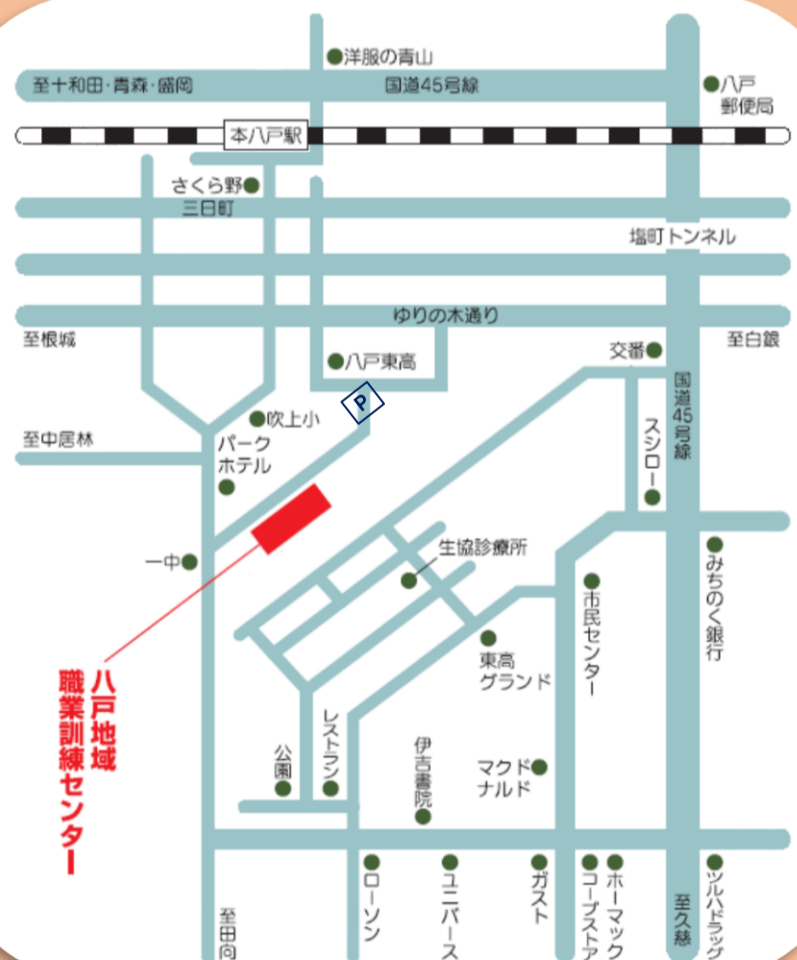 洋服の青山
至十和田・青森・盛岡
国道45号線
八戸
郵便局
本八戸駅
さくら野
三日町
塩町トンネル
ゆりの木通り
至根城
至白銀
交番
八戸東高
国道45号線
P
吹上小
スシロー
至中居林
パーク
ホテル
一中
生協診療所
みちのく銀行
市民センター
東高
グランド
八戸地域
職業訓練センター
レストラン
公園
伊吉書院
マクド
ナルド
ローソン
ユニバース
ガスト
コープストア
ホーマック
ツルハドラッグ
至田向
至久慈